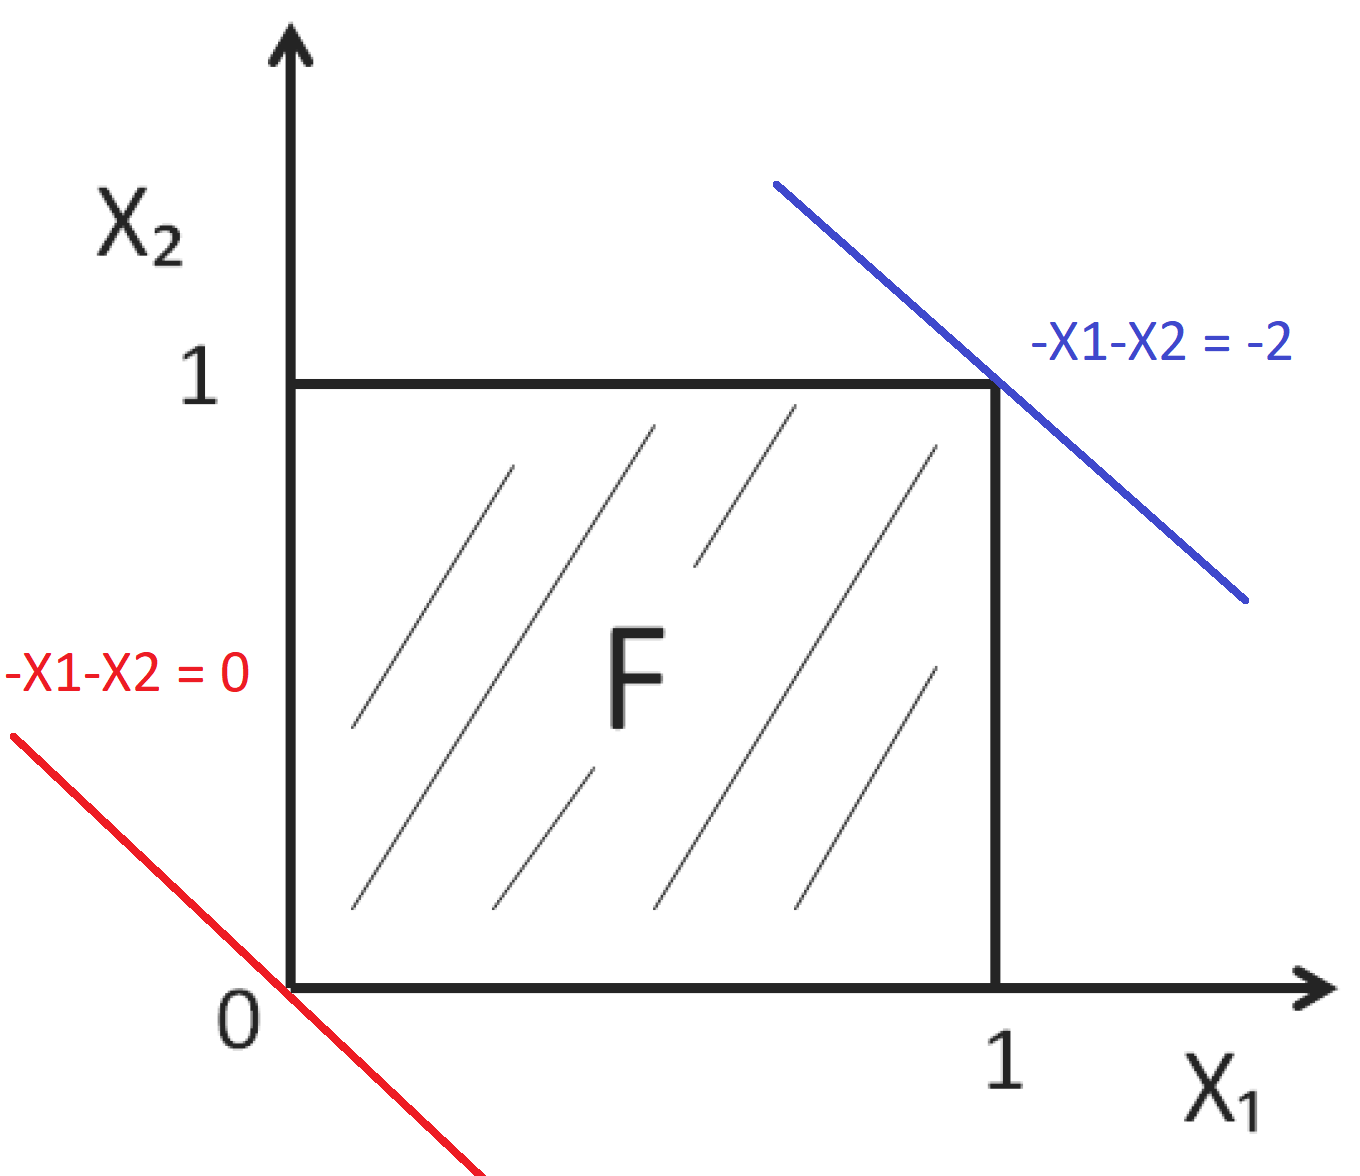 X₂
-X1-X2 = -2
1
F
-X1-X2 = 0
0
1
X₁